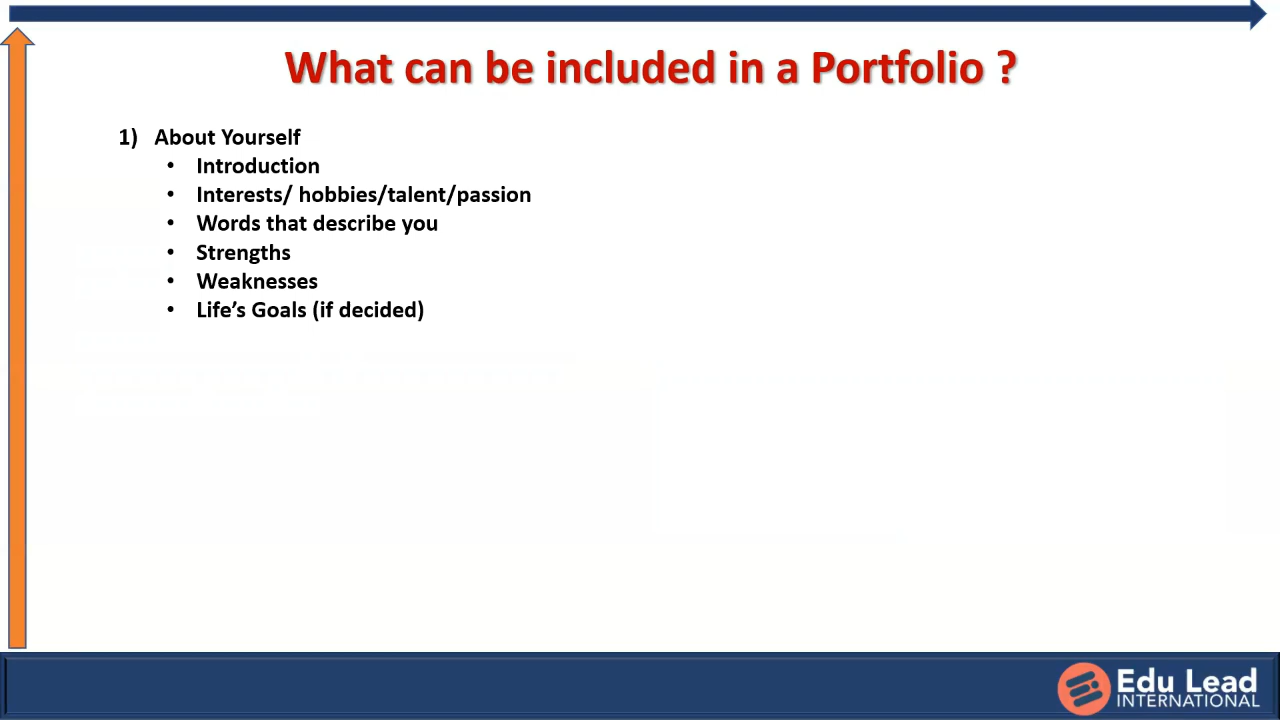 What can be included in a Portfolio ?
1) About Yourself
• Introduction
• Interests/ hobbies/talent/passion
• Words that describe you
• Strengths
• Weaknesses
• Life’s Goals (if decided)
Edu Lead
INTERNATIONAL